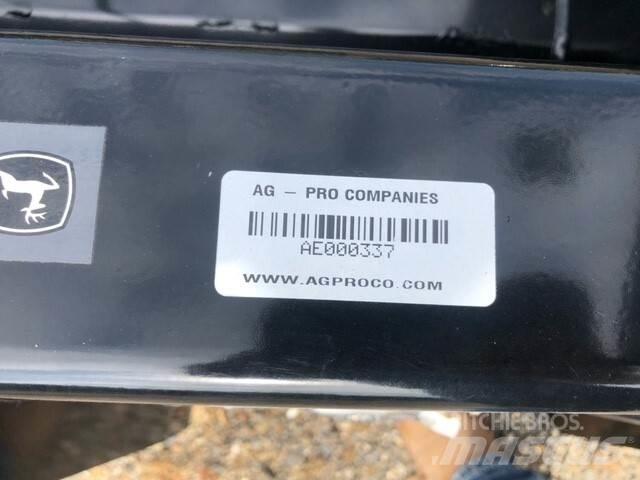 AG – PRO COMPANIES
AE000337
WWW.AGPROCO.COM
RITCHIE BROS.
MASCUS